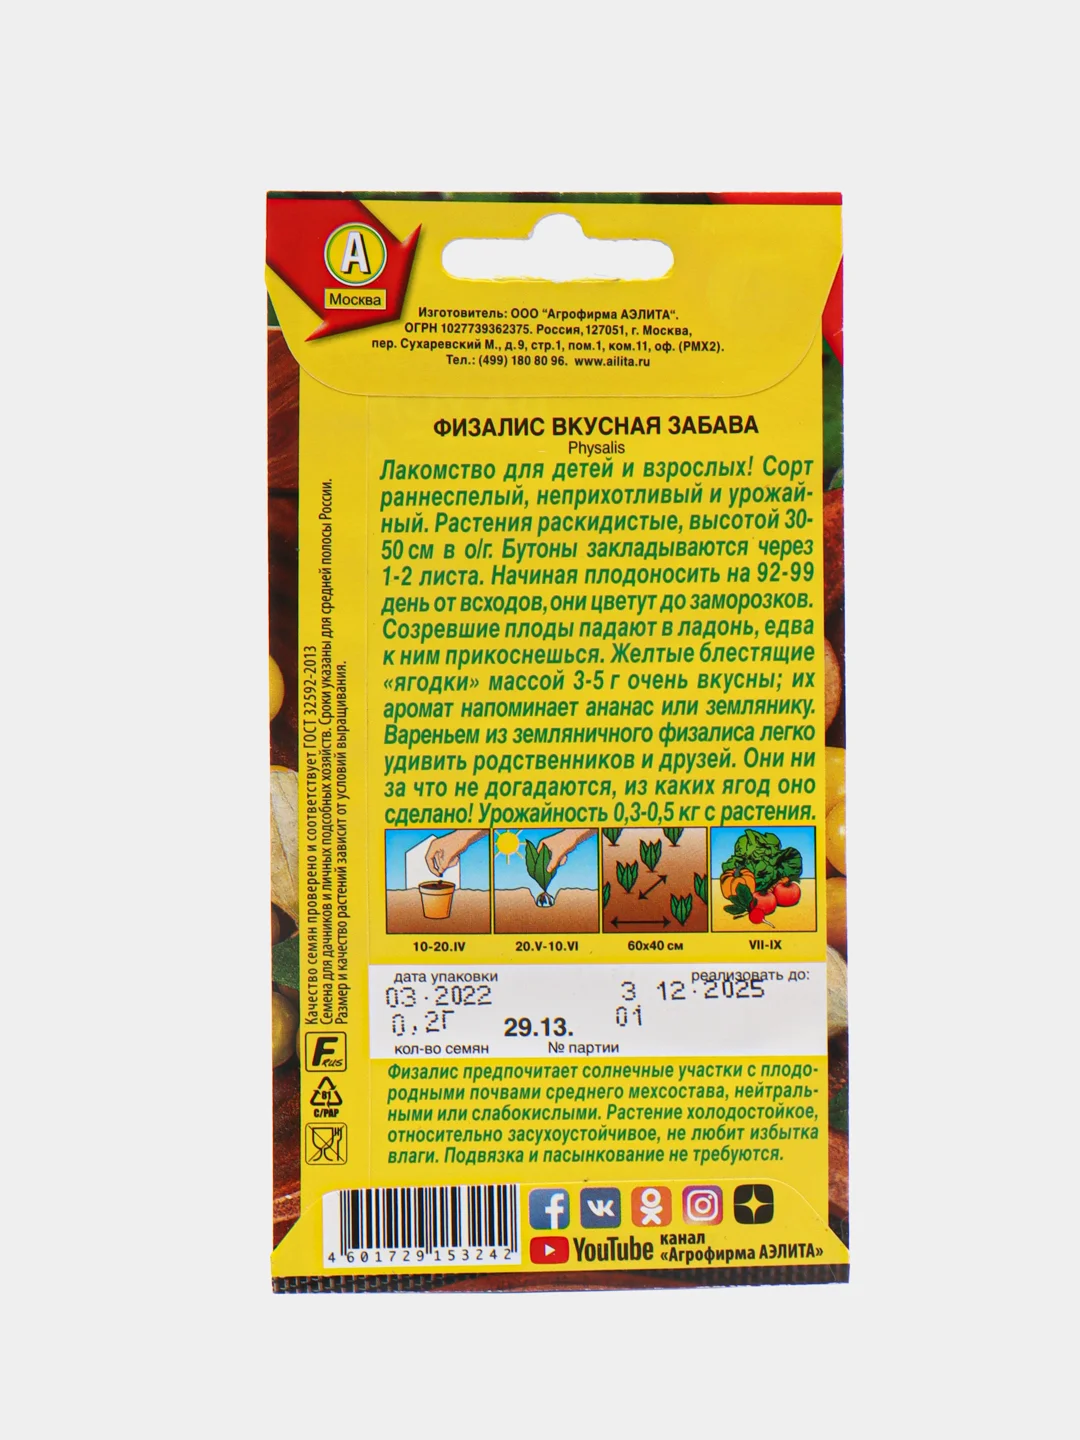 А
Москва
Изготовитель: ООО "Агрофирма АЭЛИТА".
ОГРН 1027739362375. Россия,127051, г. Москва,
пер. Сухаревский М., д.9, стр.1, пом.1, ком.11, оф. (РМХ2).
Тел.: (499) 180 80 96. www.ailita.ru
ФИЗАЛИС ВКУСНАЯ ЗАБАВА
Physalis
Лакомство для детей и взрослых! Сорт
раннеспелый, неприхотливый и урожай-
ный. Растения раскидистые, высотой 30-
50 см в о/г. Бутоны закладываются через
1-2 листа. Начиная плодоносить на 92-99
день от всходов, они цветут до заморозков.
Созревшие плоды падают в ладонь, едва
к ним прикоснешься. Желтые блестящие
«ягодки» массой 3-5 г очень вкусны; их
аромат напоминает ананас или землянику.
Вареньем из земляничного физалиса легко
удивить родственников и друзей. Они ни
за что не догадаются, из каких ягод оно
сделано! Урожайность 0,3-0,5 кг с растения.
10-20.IV
20.V-10.VI
60х40 см
VII-IX
дата упаковки
реализовать до:
03.2022
3 12.2025
0,2Г
29.13.
01
кол-во семян
№ партии
Физалис предпочитает солнечные участки с плодо-
родными почвами среднего мехсостава, нейтраль-
ными или слабокислыми. Растение холодостойкое,
относительно засухоустойчивое, не любит избытка
влаги. Подвязка и пасынкование не требуются.
Качество семян проверено и соответствует ГОСТ 32592-2013
Семена для дачников и личных подсобных хозяйств. Сроки указаны для средней полосы России.
Размер и качество растений зависит от условий выращивания.
F RUS
81
C/PAP
4 601729 153242
YouTube
канал
«Агрофирма АЭЛИТА»